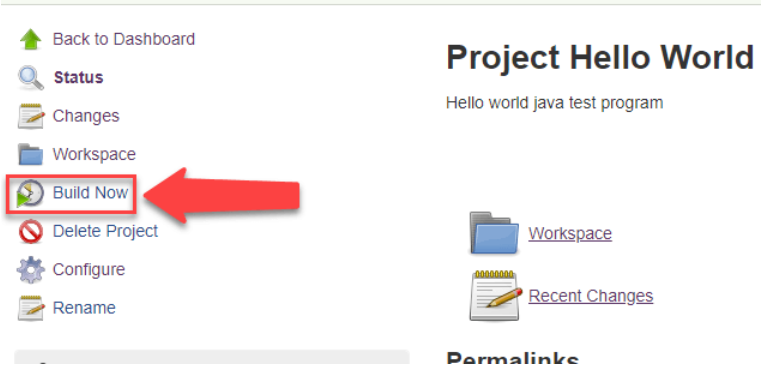 Back to Dashboard
Status
Changes
Workspace
Build Now
Delete Project
Configure
Rename
Project Hello World
Hello world java test program
Workspace
Recent Changes
Permalinks